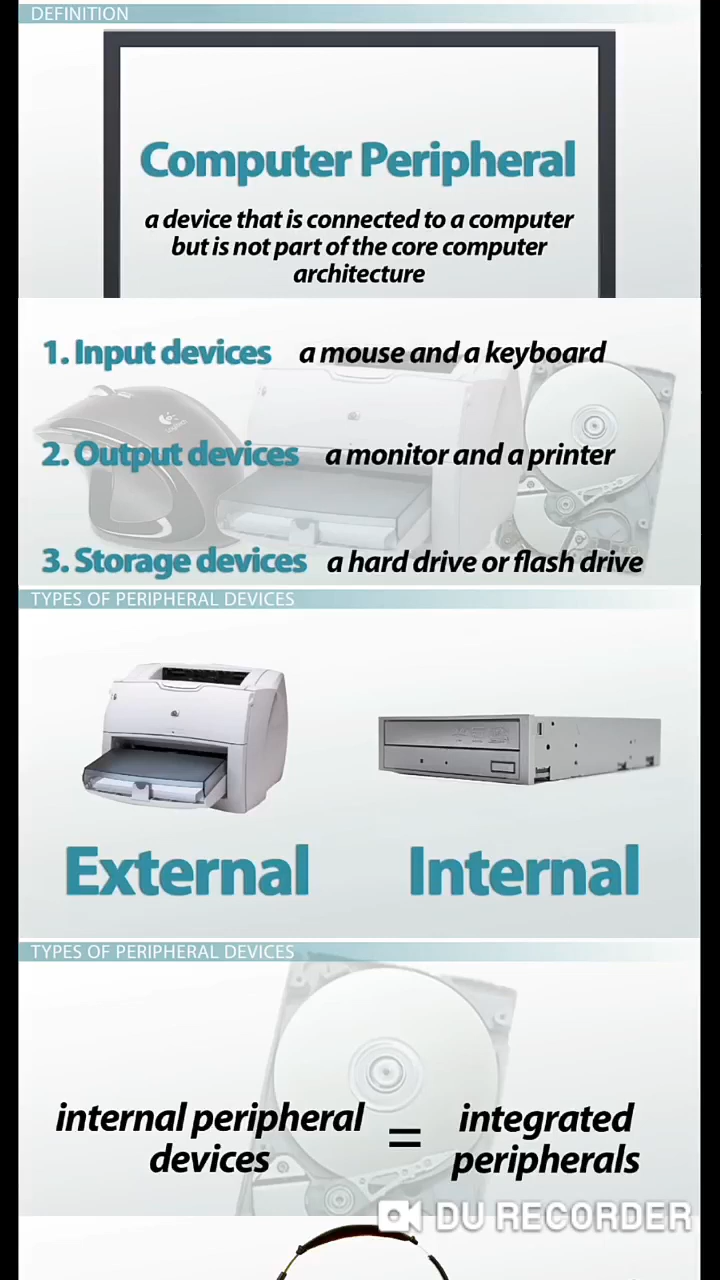 DEFINITION
Computer Peripheral
a device that is connected to a computer
but is not part of the core computer
architecture
1. Input devices a mouse and a keyboard
2. Output devices a monitor and a printer
3. Storage devices a hard drive or flash drive
TYPES OF PERIPHERAL DEVICES
External Internal
TYPES OF PERIPHERAL DEVICES
internal peripheral
devices
=
integrated
peripherals
DU RECORDER